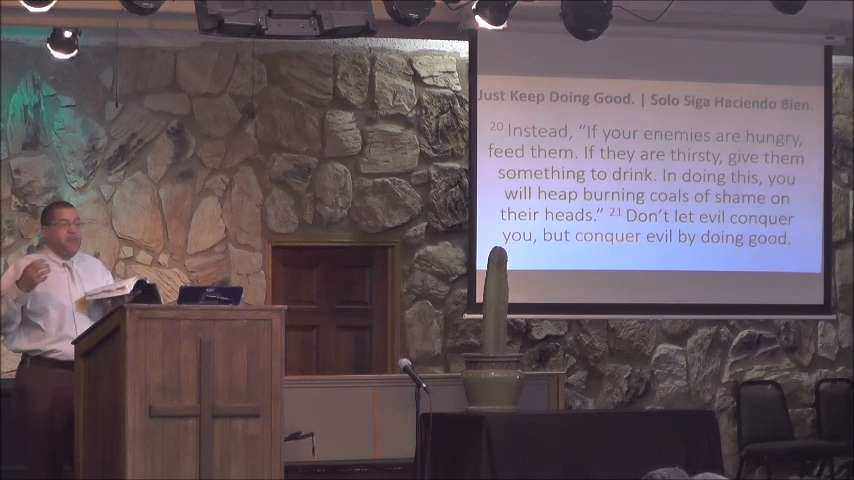 Just Keep Doing Good. | Solo Siga Haciendo Bien.
20 Instead, “If your enemies are hungry,
feed them. If they are thirsty, give them
something to drink. In doing this, you
will heap burning coals of shame on
their heads.” 21 Don’t let evil conquer
you, but conquer evil by doing good.